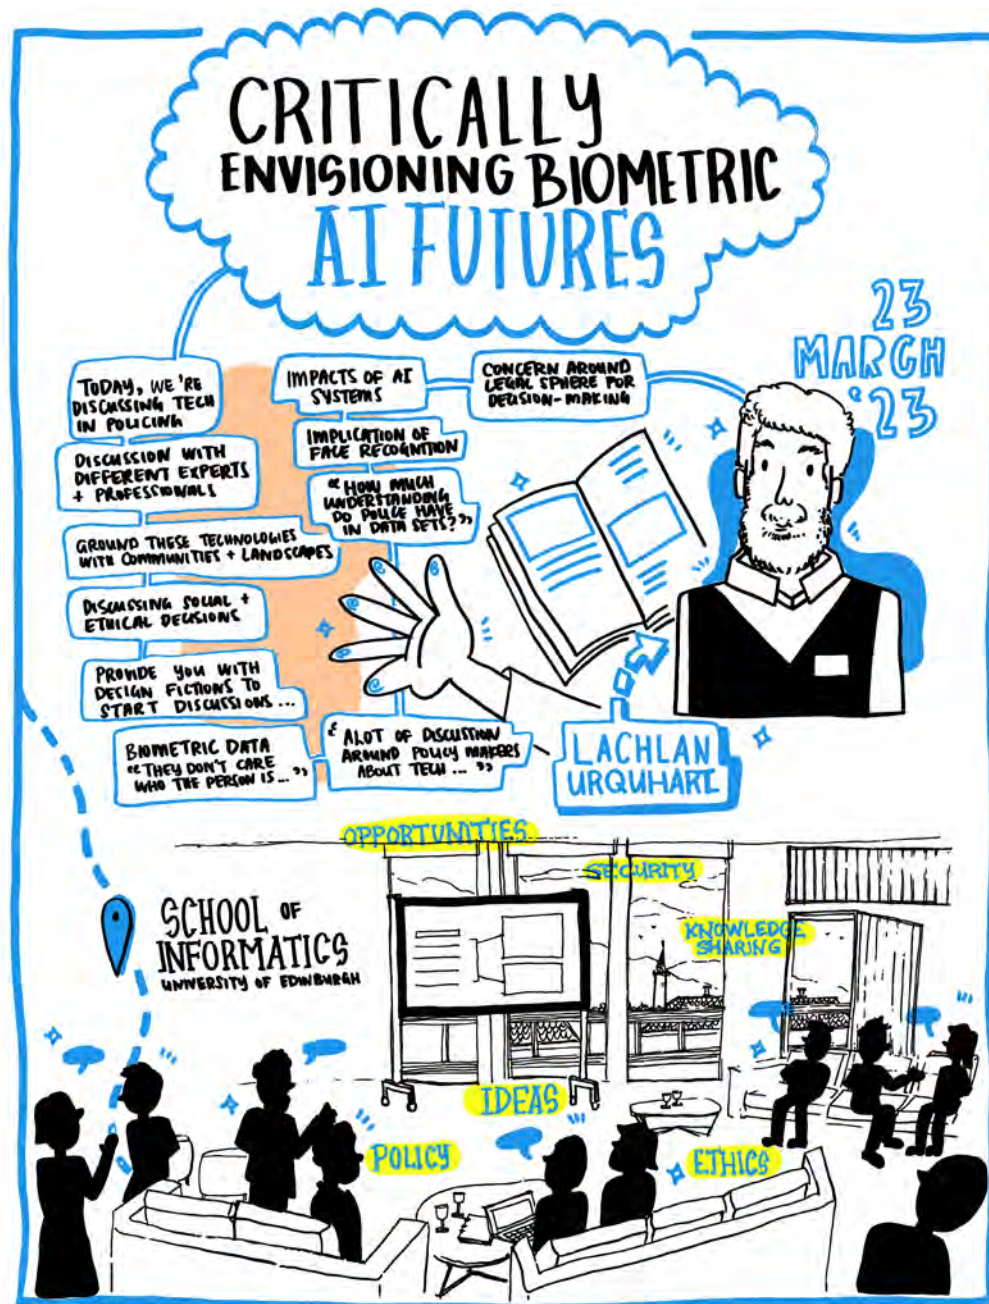 CRITICALLY
ENVISIONING BIOMETRIC
AI FUTURES
23
MARCH
'23
TODAY, WE'RE
DISCUSSING TECH
IN POLICING
DISCUSSION WITH
DIFFERENT EXPERTS
+ PROFESSIONALS
GROUND THESE TECHNOLOGIES
WITH COMMUNITIES + LANDSCAPES
DISCUSSING SOCIAL +
ETHICAL DECISIONS
PROVIDE YOU WITH
DESIGN FICTIONS TO
START DISCUSSIONS ...
BIOMETRIC DATA
"THEY DON'T CARE
WHO THE PERSON IS ..."
"ALOT OF DISCUSSION
AROUND POLICY MAKERS
ABOUT TECH ... "
"HOW MUCH
UNDERSTANDING
DO POLICE HAVE
IN DATA SETS?"
IMPLICATION OF
FACE RECOGNITION
IMPACTS OF AI
SYSTEMS
CONCERN AROUND
LEGAL SPHERE FOR
DECISION-MAKING
LACHLAN
URQUHART
OPPORTUNITIES
SECURITY
KNOWLEDGE
SHARING
SCHOOL OF
INFORMATICS
UNIVERSITY OF EDINBURGH
IDEAS
POLICY
ETHICS